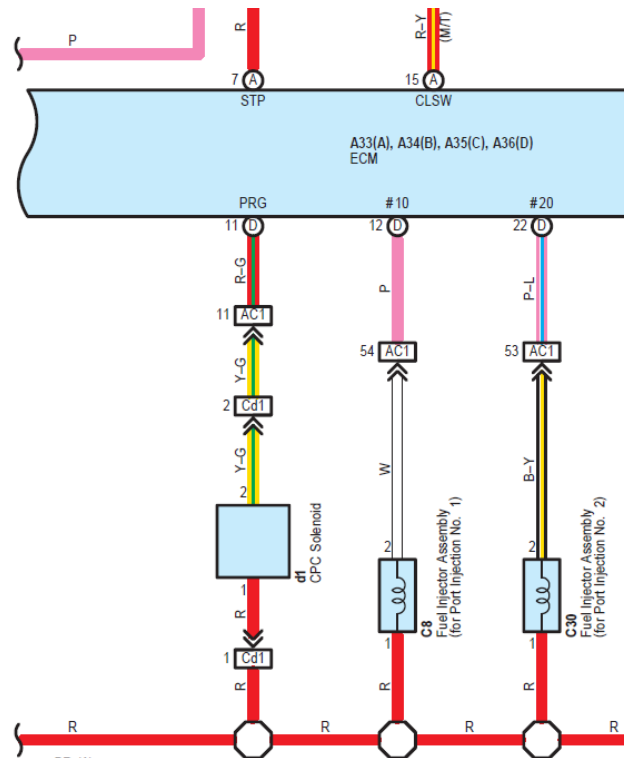 P
R
R–Y
(M/T)
7 A
15 A
STP
CLSW
A33(A), A34(B), A35(C), A36(D)
ECM
PRG
#10
#20
11 D
12 D
22 D
R–G
P
P–L
11 AC1
54 AC1
53 AC1
Y–G
2 Cd1
Y–G
W
B–Y
2
2
2
d1
CPC Solenoid
C8
Fuel Injector Assembly
(for Port Injection No. 1)
C30
Fuel Injector Assembly
(for Port Injection No. 2)
1
1
1
R
1 Cd1
R
R
R
R
R
R
R